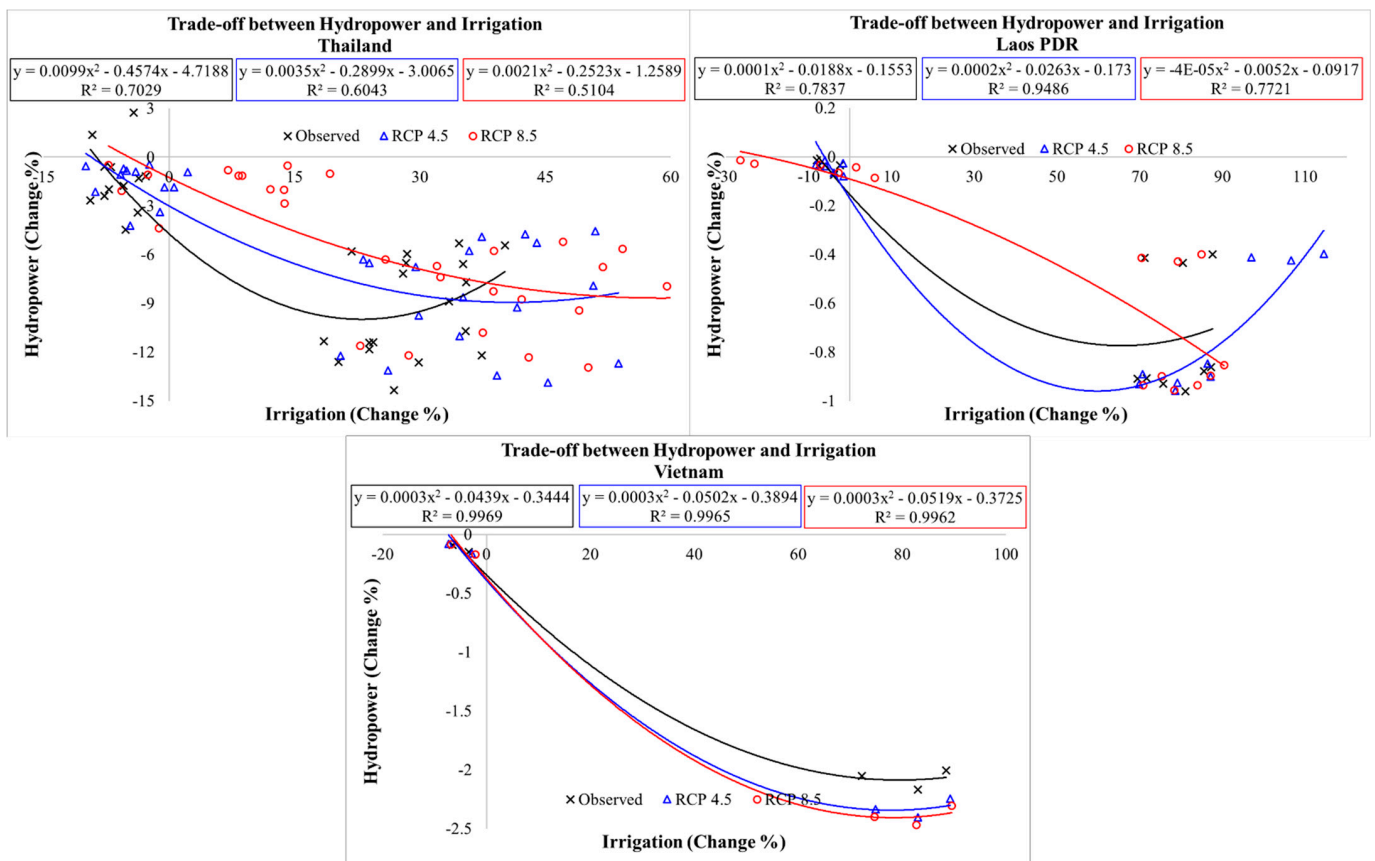 Trade-off between Hydropower and Irrigation
Thailand
y = 0.0099x² - 0.4574x - 4.7188
R² = 0.7029
y = 0.0035x² - 0.2899x - 3.0065
R² = 0.6043
y = 0.0021x² - 0.2523x - 1.2589
R² = 0.5104
3
× Observed △ RCP 4.5 ○ RCP 8.5
0
-15 0 15 30 45 60
-3
-6
-9
-12
-15
Hydropower (Change %)
Irrigation (Change %)
Trade-off between Hydropower and Irrigation
Laos PDR
y = 0.0001x² - 0.0188x - 0.1553
R² = 0.7837
y = 0.0002x² - 0.0263x - 0.173
R² = 0.9486
y = -4E-05x² - 0.0052x - 0.0917
R² = 0.7721
0.2
× Observed △ RCP 4.5 ○ RCP 8.5
0
-30 -10 10 30 50 70 90 110
-0.2
-0.4
-0.6
-0.8
-1
Hydropower (Change %)
Irrigation (Change %)
Trade-off between Hydropower and Irrigation
Vietnam
y = 0.0003x² - 0.0439x - 0.3444
R² = 0.9969
y = 0.0003x² - 0.0502x - 0.3894
R² = 0.9965
y = 0.0003x² - 0.0519x - 0.3725
R² = 0.9962
0
-20 0 20 40 60 80 100
-0.5
-1
-1.5
-2
-2.5
Hydropower (Change %)
× Observed △ RCP 4.5 ○ RCP 8.5
Irrigation (Change %)